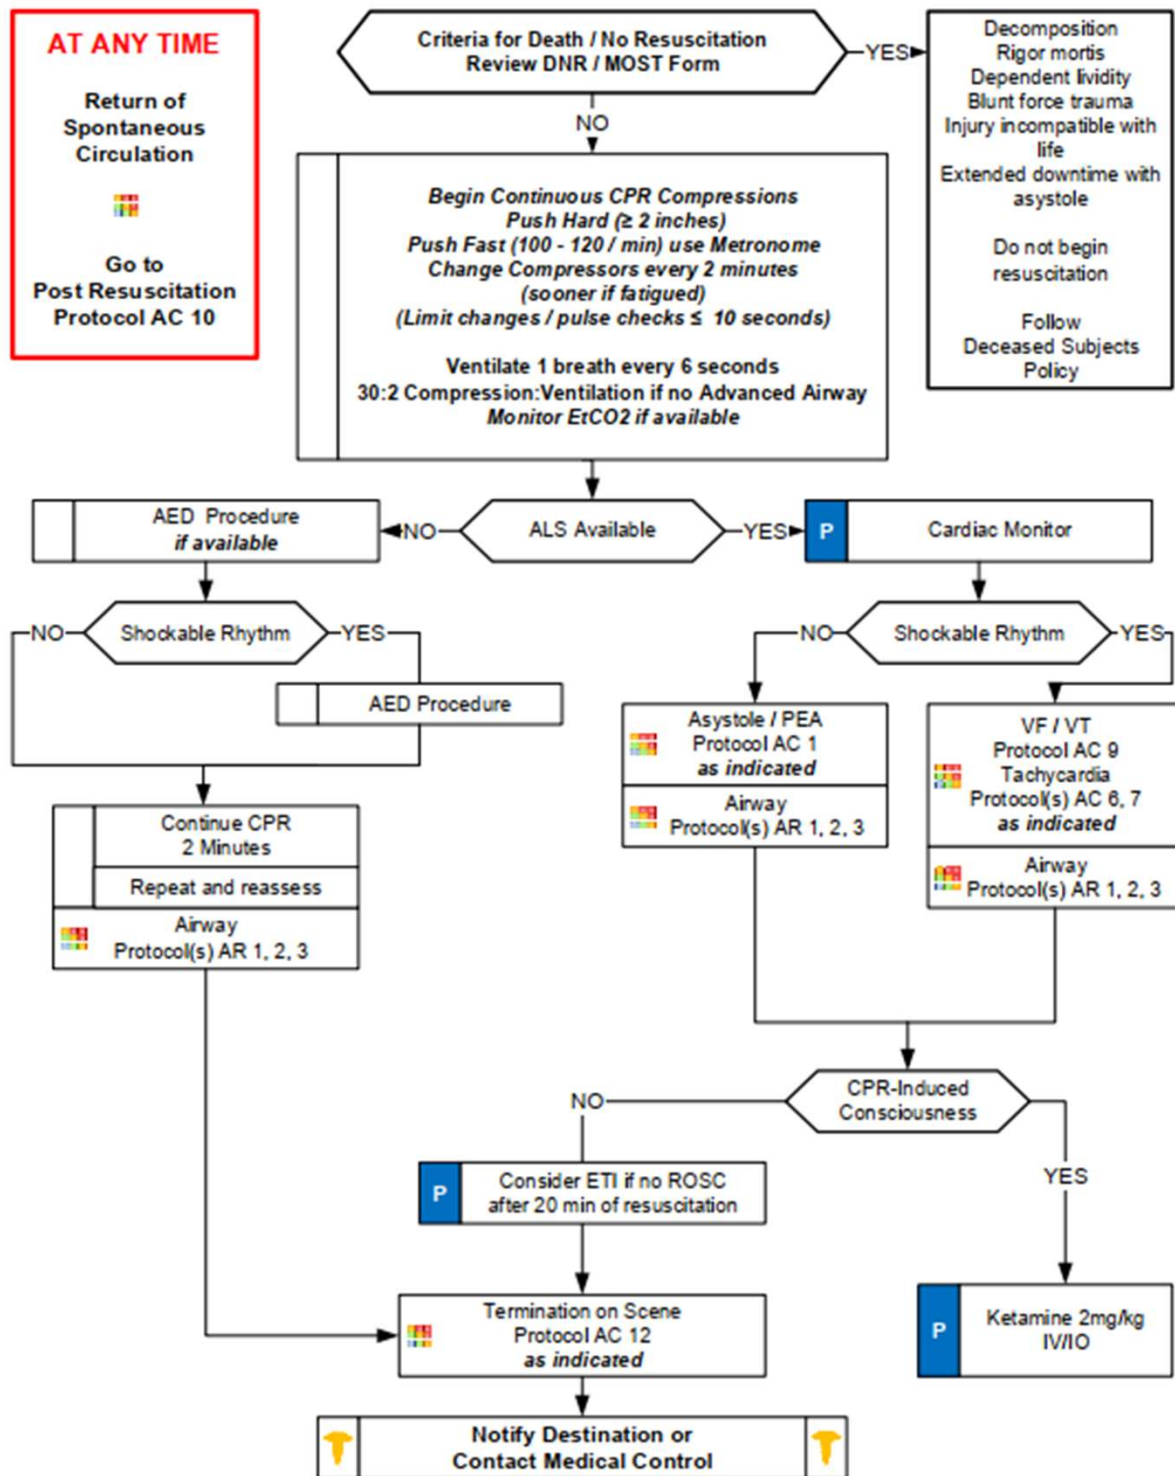 AT ANY TIME
Return of
Spontaneous
Circulation
Go to
Post Resuscitation
Protocol AC 10
Criteria for Death / No Resuscitation
Review DNR / MOST Form
YES
Decomposition
Rigor mortis
Dependent lividity
Blunt force trauma
Injury incompatible with
life
Extended downtime with
asystole
Do not begin
resuscitation
Follow
Deceased Subjects
Policy
NO
Begin Continuous CPR Compressions
Push Hard (≥ 2 inches)
Push Fast (100 - 120 / min) use Metronome
Change Compressors every 2 minutes
(sooner if fatigued)
(Limit changes / pulse checks ≤ 10 seconds)
Ventilate 1 breath every 6 seconds
30:2 Compression:Ventilation if no Advanced Airway
Monitor EtCO2 if available
AED Procedure
if available
NO
ALS Available
YES
P
Cardiac Monitor
NO
Shockable Rhythm
YES
AED Procedure
NO
Shockable Rhythm
YES
Asystole / PEA
Protocol AC 1
as indicated
Airway
Protocol(s) AR 1, 2, 3
VF / VT
Protocol AC 9
Tachycardia
Protocol(s) AC 6, 7
as indicated
Airway
Protocol(s) AR 1, 2, 3
Continue CPR
2 Minutes
Repeat and reassess
Airway
Protocol(s) AR 1, 2, 3
NO
CPR-Induced
Consciousness
YES
P
Consider ETI if no ROSC
after 20 min of resuscitation
P
Ketamine 2mg/kg
IV/IO
Termination on Scene
Protocol AC 12
as indicated
Notify Destination or
Contact Medical Control